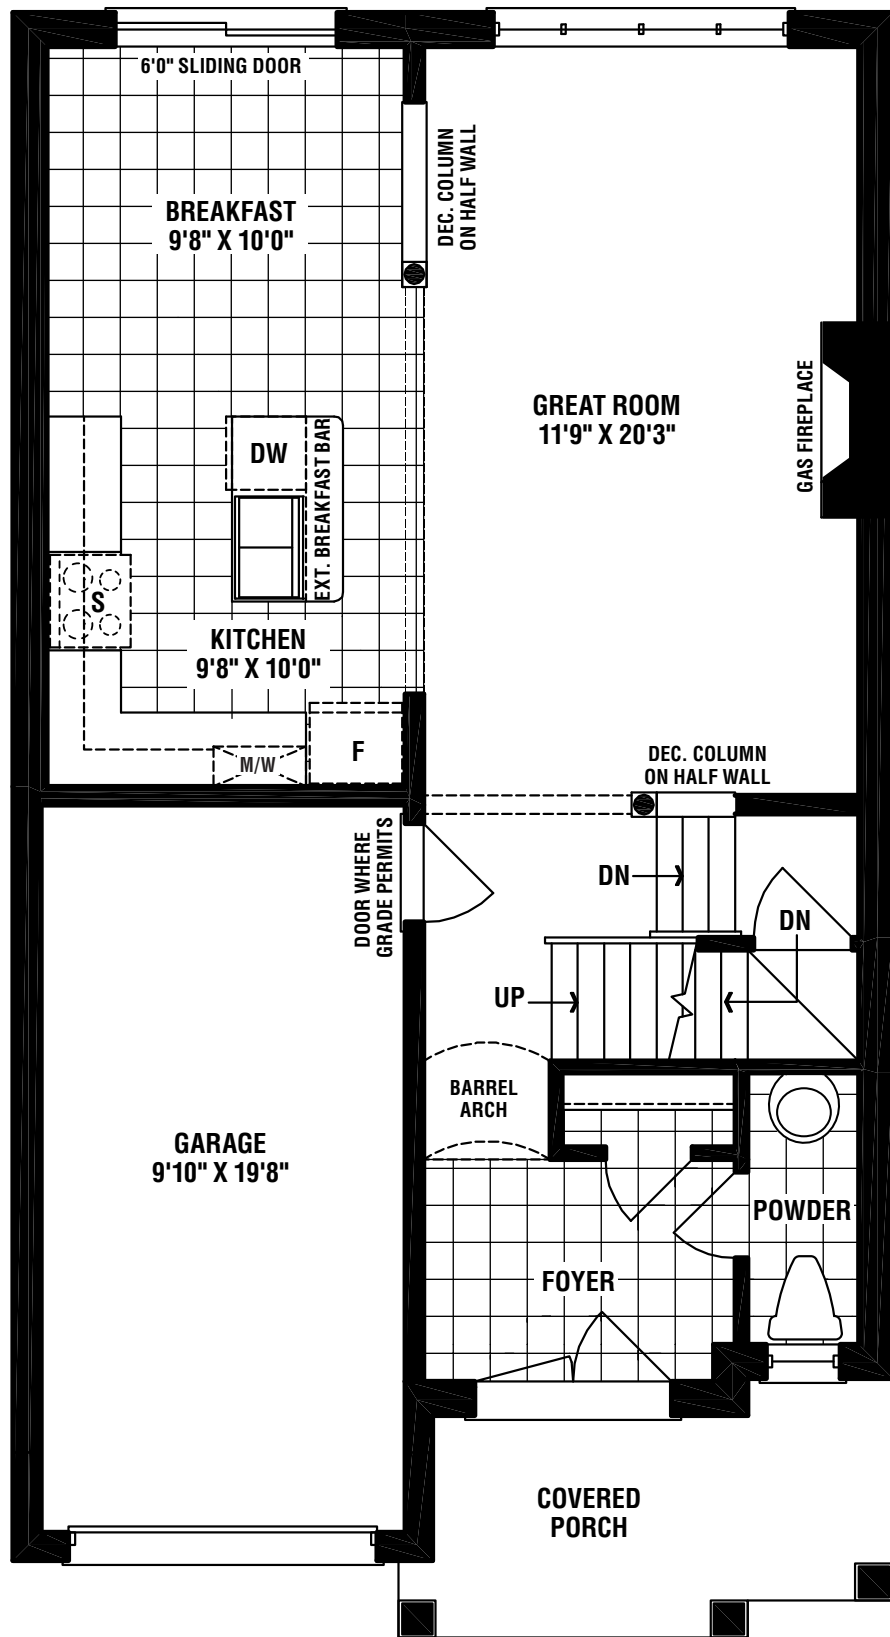 6'0" SLIDING DOOR
BREAKFAST
9'8" X 10'0"
DEC. COLUMN
ON HALF WALL
GREAT ROOM
11'9" X 20'3"
GAS FIREPLACE
DW
EXT. BREAKFAST BAR
S
KITCHEN
9'8" X 10'0"
M/W
F
DEC. COLUMN
ON HALF WALL
DOOR WHERE
GRADE PERMITS
DN
DN
UP
BARREL
ARCH
GARAGE
9'10" X 19'8"
POWDER
FOYER
COVERED
PORCH